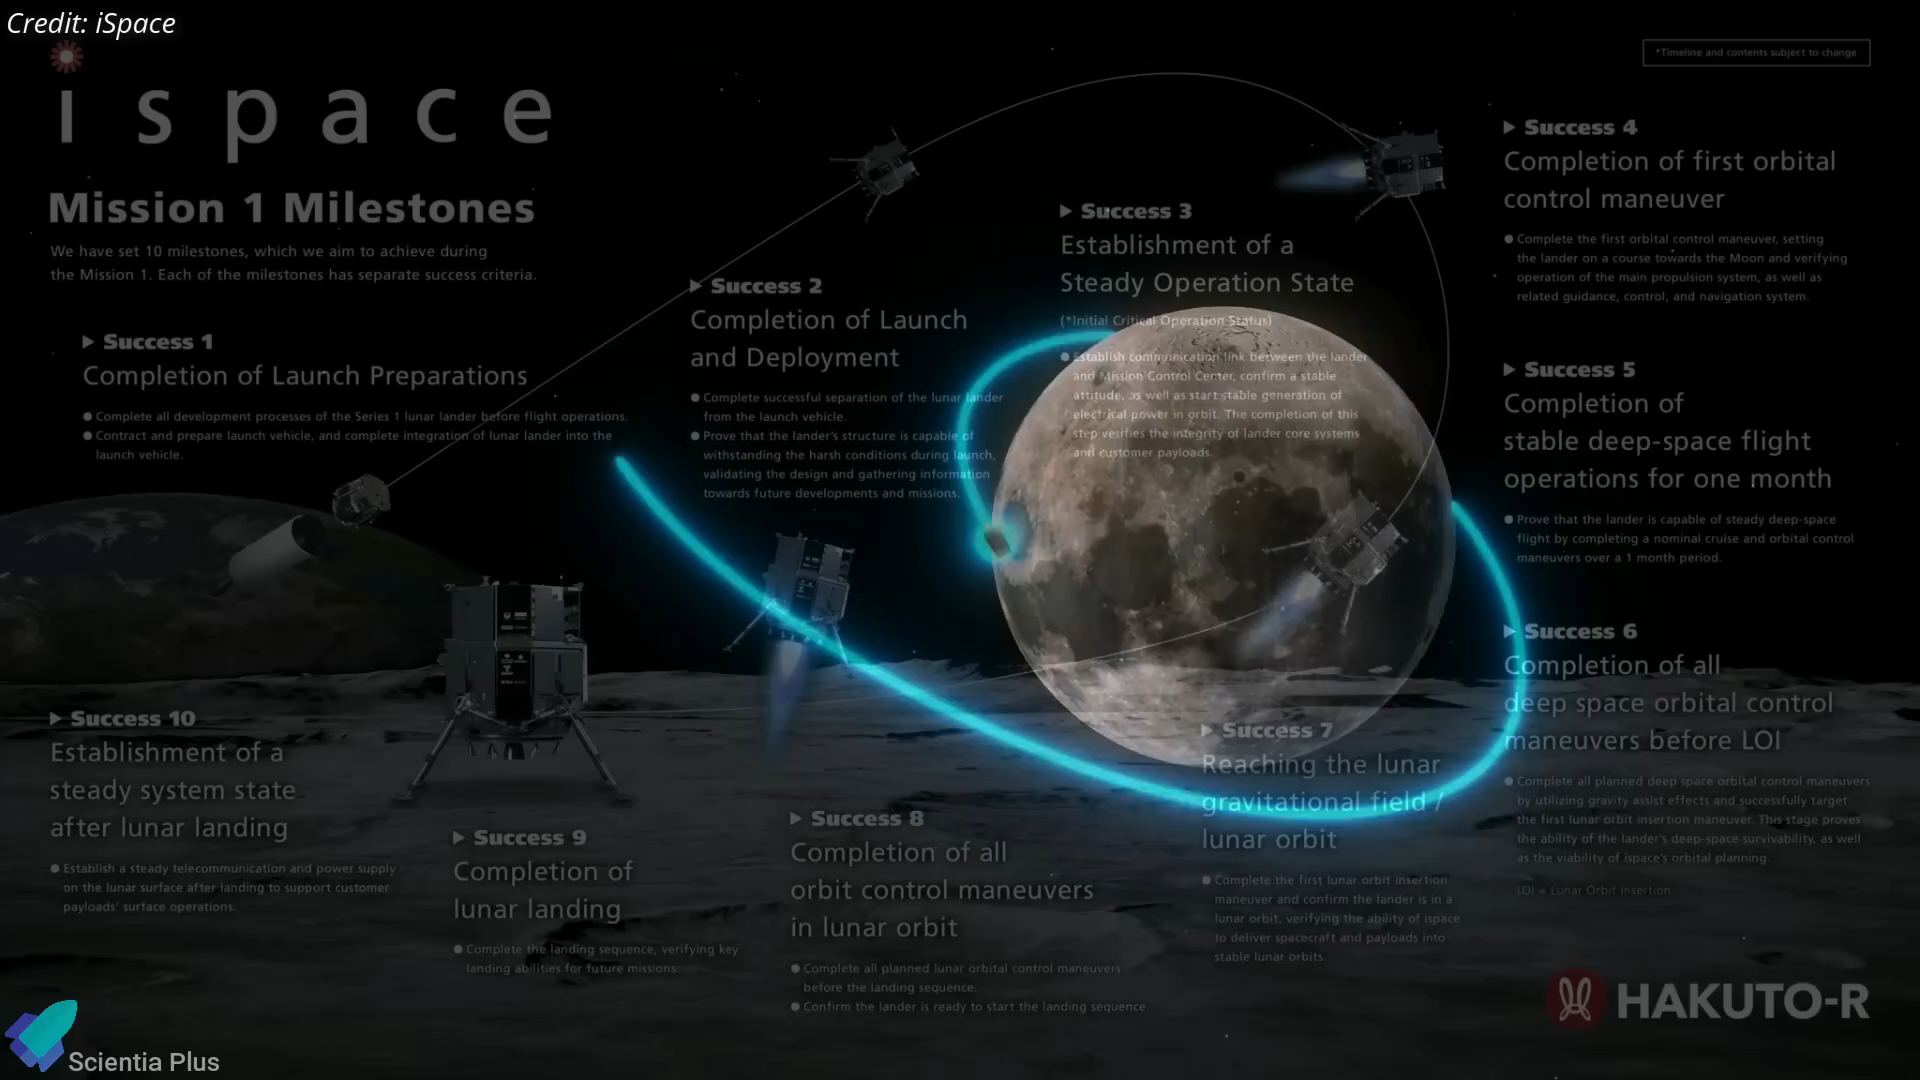 Credit: iSpace
ispace
*Timeline and contents subject to change.
Mission 1 Milestones
We have set 10 milestones, which we aim to achieve during
the Mission 1. Each of the milestones has separate success criteria.
Success 1
Completion of Launch Preparations
Complete all development processes of the Series 1 lunar lander before flight operations.
Contract and prepare launch vehicle, and complete integration of lunar lander into the
launch vehicle.
Success 2
Completion of Launch
and Deployment
Complete successful separation of the lunar lander
from the launch vehicle.
Prove that the lander's structure is capable of
withstanding the harsh conditions during launch,
validating the design and gathering information
towards future developments and missions.
Success 3
Establishment of a
Steady Operation State
(*Initial Critical Operation Status)
Establish communication link between the lander
and Mission Control Center, confirm a stable
attitude, as well as start stable generation of
electrical power in orbit. The completion of this
step verifies the integrity of lander core systems
and customer payloads.
Success 4
Completion of first orbital
control maneuver
Complete the first orbital control maneuver, setting
the lander on a course towards the Moon and verifying
operation of the main propulsion system, as well as
related guidance, control, and navigation system.
Success 5
Completion of
stable deep-space flight
operations for one month
Prove that the lander is capable of steady deep-space
flight by completing a nominal cruise and orbital control
maneuvers over a 1 month period.
Success 6
Completion of all
deep space orbital control
maneuvers before LOI
Complete all planned deep space orbital control maneuvers
by utilizing gravity assist effects and successfully target
the first lunar orbit insertion maneuver. This stage proves
the ability of the lander's deep-space survivability, as well
as the viability of ispace's orbital planning.
LOI = Lunar Orbit Insertion
Success 7
Reaching the lunar
gravitational field /
lunar orbit
Complete the first lunar orbit insertion
maneuver and confirm the lander is in a
lunar orbit, verifying the ability of ispace
to deliver spacecraft and payloads into
stable lunar orbits.
Success 8
Completion of all
orbit control maneuvers
in lunar orbit
Complete all planned lunar orbital control maneuvers
before the landing sequence.
Confirm the lander is ready to start the landing sequence.
Success 9
Completion of
lunar landing
Complete the landing sequence, verifying key
landing abilities for future missions.
Success 10
Establishment of a
steady system state
after lunar landing
Establish a steady telecommunication and power supply
on the lunar surface after landing to support customer
payloads' surface operations.
HAKUTO-R
Scientia Plus